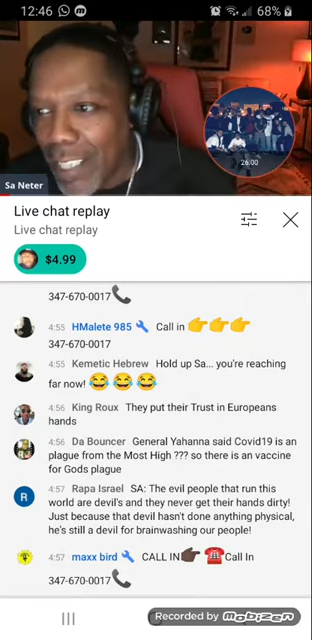 12:46 68%
26:00
Sa Neter
Live chat replay
Live chat replay
$4.99
347-670-0017
4:55 HMalete 985 Call in
347-670-0017
4:55 Kemetic Hebrew Hold up Sa... you're reaching
far now!
4:56 King Roux They put their Trust in Europeans
hands
4:56 Da Bouncer General Yahanna said Covid19 is an
plague from the Most High ??? so there is an vaccine
for Gods plague
R 4:57 Rapa Israel SA: The evil people that run this
world are devil's and they never get their hands dirty!
Just because that devil hasn't done anything physical,
he's still a devil for brainwashing our people!
4:57 maxx bird CALL IN Call In
347-670-0017
Recorded by MOBIZEN